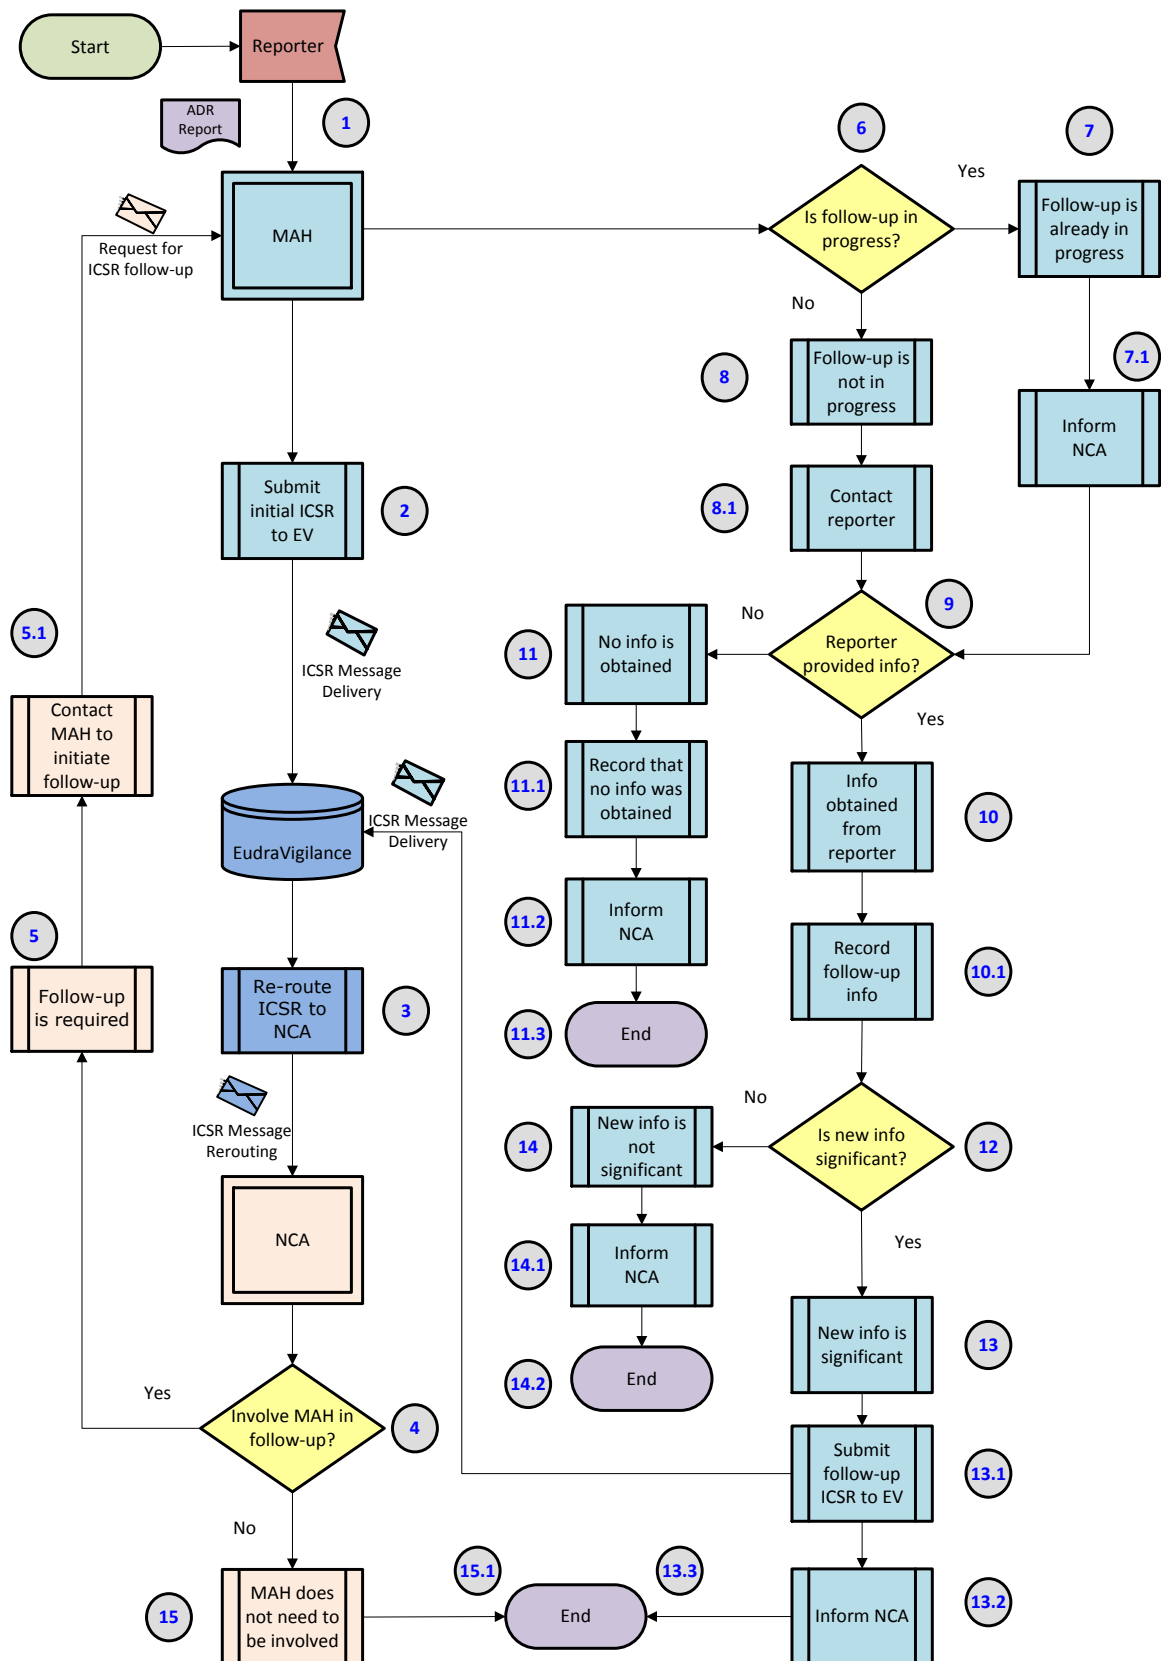 Start
Reporter
ADR
Report
1
6
7
Yes
Is follow-up in
progress?
Follow-up is
already in
progress
MAH
Request for
ICSR follow-up
No
8
Follow-up is
not in
progress
7.1
Inform
NCA
Submit
initial ICSR
to EV
2
8.1
Contact
reporter
5.1
ICSR Message
Delivery
11
No info is
obtained
No
9
Reporter
provided info?
Yes
Contact
MAH to
initiate
follow-up
11.1
Record that
no info was
obtained
Info
obtained
from
reporter
10
ICSR Message
Delivery
EudraVigilance
5
11.2
Inform
NCA
Record
follow-up
info
10.1
Follow-up
is required
Re-route
ICSR to
NCA
3
11.3
End
ICSR Message
Rerouting
No
14
New info is
not
significant
Is new info
significant?
12
NCA
14.1
Inform
NCA
Yes
14.2
End
New info is
significant
13
Yes
Involve MAH in
follow-up?
4
Submit
follow-up
ICSR to EV
13.1
No
15
MAH does
not need to
be involved
15.1
End
13.3
Inform NCA
13.2